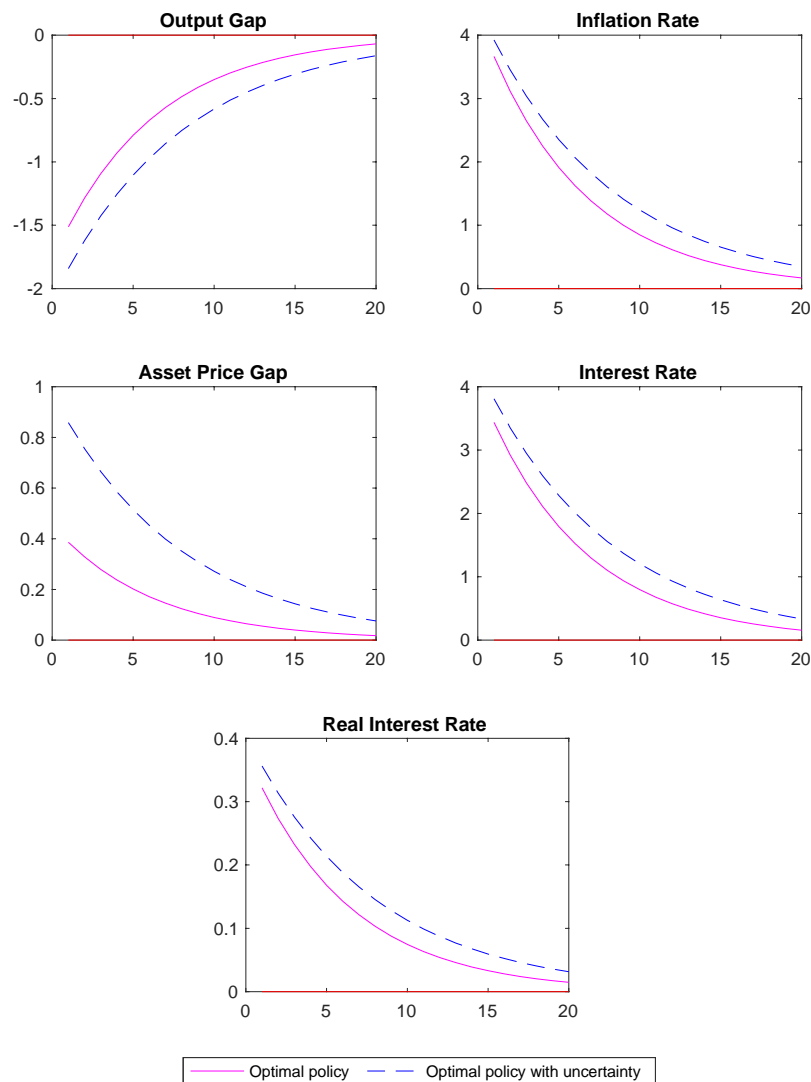 Output Gap
0
-0.5
-1
-1.5
-2
0 5 10 15 20
Inflation Rate
4
3
2
1
0
0 5 10 15 20
Asset Price Gap
1
0.8
0.6
0.4
0.2
0
0 5 10 15 20
Interest Rate
4
3
2
1
0
0 5 10 15 20
Real Interest Rate
0.4
0.3
0.2
0.1
0
0 5 10 15 20
Optimal policy Optimal policy with uncertainty